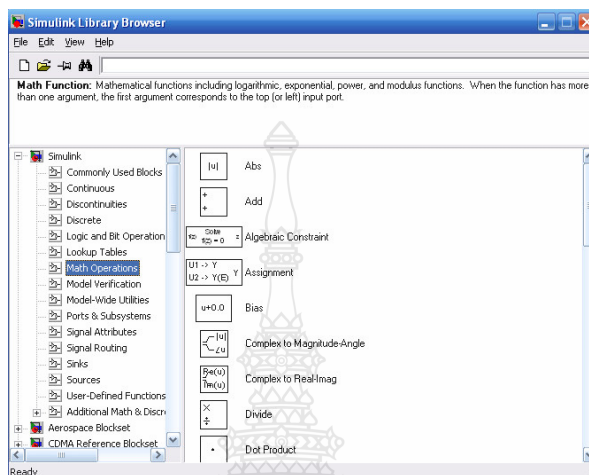 Simulink Library Browser
File Edit View Help
Math Function: Mathematical functions including logarithmic, exponential, power, and modulus functions. When the function has more
than one argument, the first argument corresponds to the top (or left) input port.
Simulink
Commonly Used Blocks
Continuous
Discontinuities
Discrete
Logic and Bit Operation
Lookup Tables
Math Operations
Model Verification
Model-Wide Utilities
Ports & Subsystems
Signal Attributes
Signal Routing
Sinks
Sources
User-Defined Functions
Additional Math & Discre
Aerospace Blockset
CDMA Reference Blockset
|u| Abs
+
+ Add
f(z) Solve
f(z) = 0 z Algebraic Constraint
U1 -> Y
U2 -> Y(E) Y Assignment
u+0.0 Bias
|u|
∠u Complex to Magnitude-Angle
Re(u)
Im(u) Complex to Real-Imag
×
÷ Divide
• Dot Product
Ready